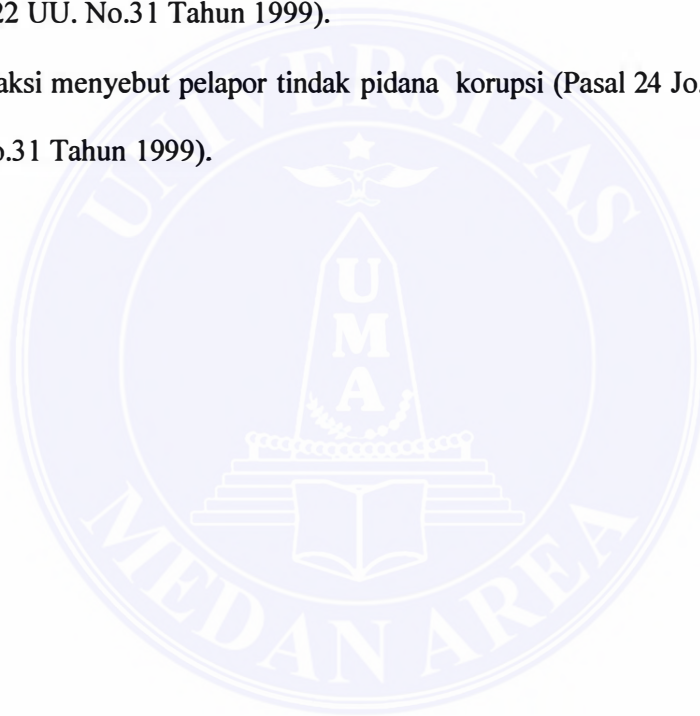 22 UU. No.31 Tahun 1999).
aksi menyebut pelapor tindak pidana korupsi (Pasal 24 Jo.
.31 Tahun 1999).
UNIVERSITAS
UMA
MEDAN AREA